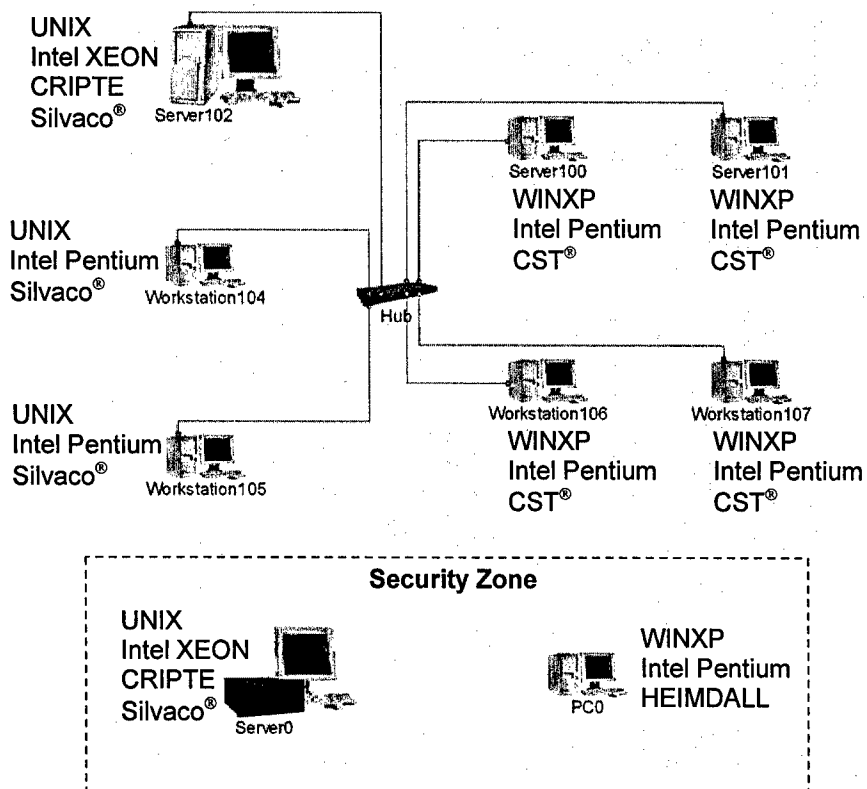 UNIX
Intel XEON
CRIPTE
Silvaco®
Server102
Server100
WINXP
Intel Pentium
CST®
Server101
WINXP
Intel Pentium
CST®
UNIX
Intel Pentium
Silvaco®
Workstation104
Hub
UNIX
Intel Pentium
Silvaco®
Workstation105
Workstation106
WINXP
Intel Pentium
CST®
Workstation107
WINXP
Intel Pentium
CST®
Security Zone
UNIX
Intel XEON
CRIPTE
Silvaco®
Server0
PC0
WINXP
Intel Pentium
HEIMDALL